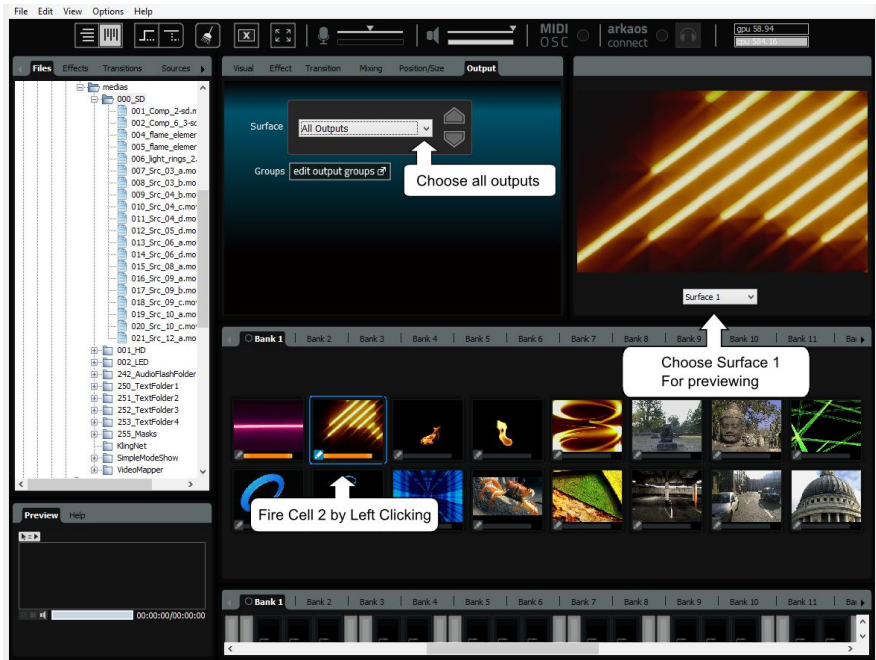 File Edit View Options Help
MIDI
OSC
arkaos
connect
gpu 58.94
Files Effects Transitions Sources
Visual Effect Transition Mixing Position/Size Output
medias
000_SD
001_Comp_2-sd.m
002_Comp_6_3-sd
004_flame_elemer
005_flame_elemer
006_light_rings_2.
007_Src_03_a.mo
008_Src_03_b.mo
009_Src_04_b.mo
010_Src_04_c.mo
011_Src_04_d.mo
012_Src_05_d.mo
013_Src_06_a.mo
014_Src_06_d.mo
015_Src_08_a.mo
016_Src_09_a.mo
017_Src_09_b.mo
018_Src_09_c.mo
019_Src_10_a.mo
020_Src_10_c.mo
021_Src_12_a.mo
001_HD
002_LED
242_AudioFlashFolder
250_TextFolder1
251_TextFolder2
252_TextFolder3
253_TextFolder4
255_Masks
KlingNet
SimpleModeShow
VideoMapper
Surface All Outputs
Groups edit output groups
Choose all outputs
Surface 1
Choose Surface 1
For previewing
Bank 1 Bank 2 Bank 3 Bank 4 Bank 5 Bank 6 Bank 7 Bank 8 Bank 9 Bank 10 Bank 11 Ba
Fire Cell 2 by Left Clicking
Preview Help
00:00:00/00:00:00
Bank 1 Bank 2 Bank 3 Bank 4 Bank 5 Bank 6 Bank 7 Bank 8 Bank 9 Bank 10 Bank 11 Ba